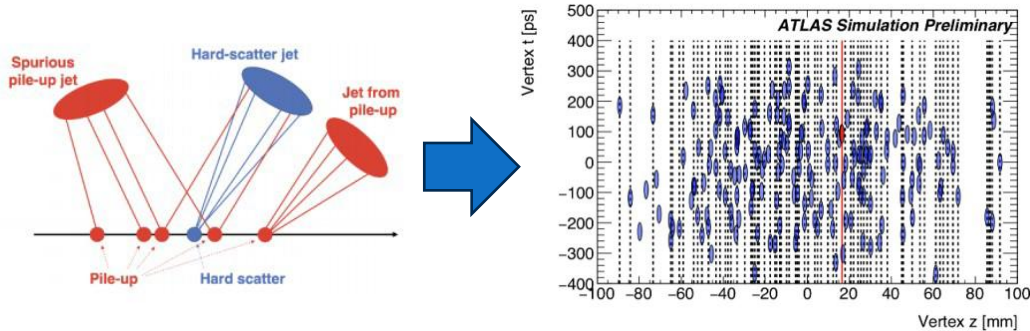 Spurious
pile-up jet
Hard-scatter jet
Jet from
pile-up
Pile-up
Hard scatter
ATLAS Simulation Preliminary
Vertex t [ps]
500
400
300
200
100
0
−100
−200
−300
−400
−100 −80 −60 −40 −20 0 20 40 60 80 100
Vertex z [mm]